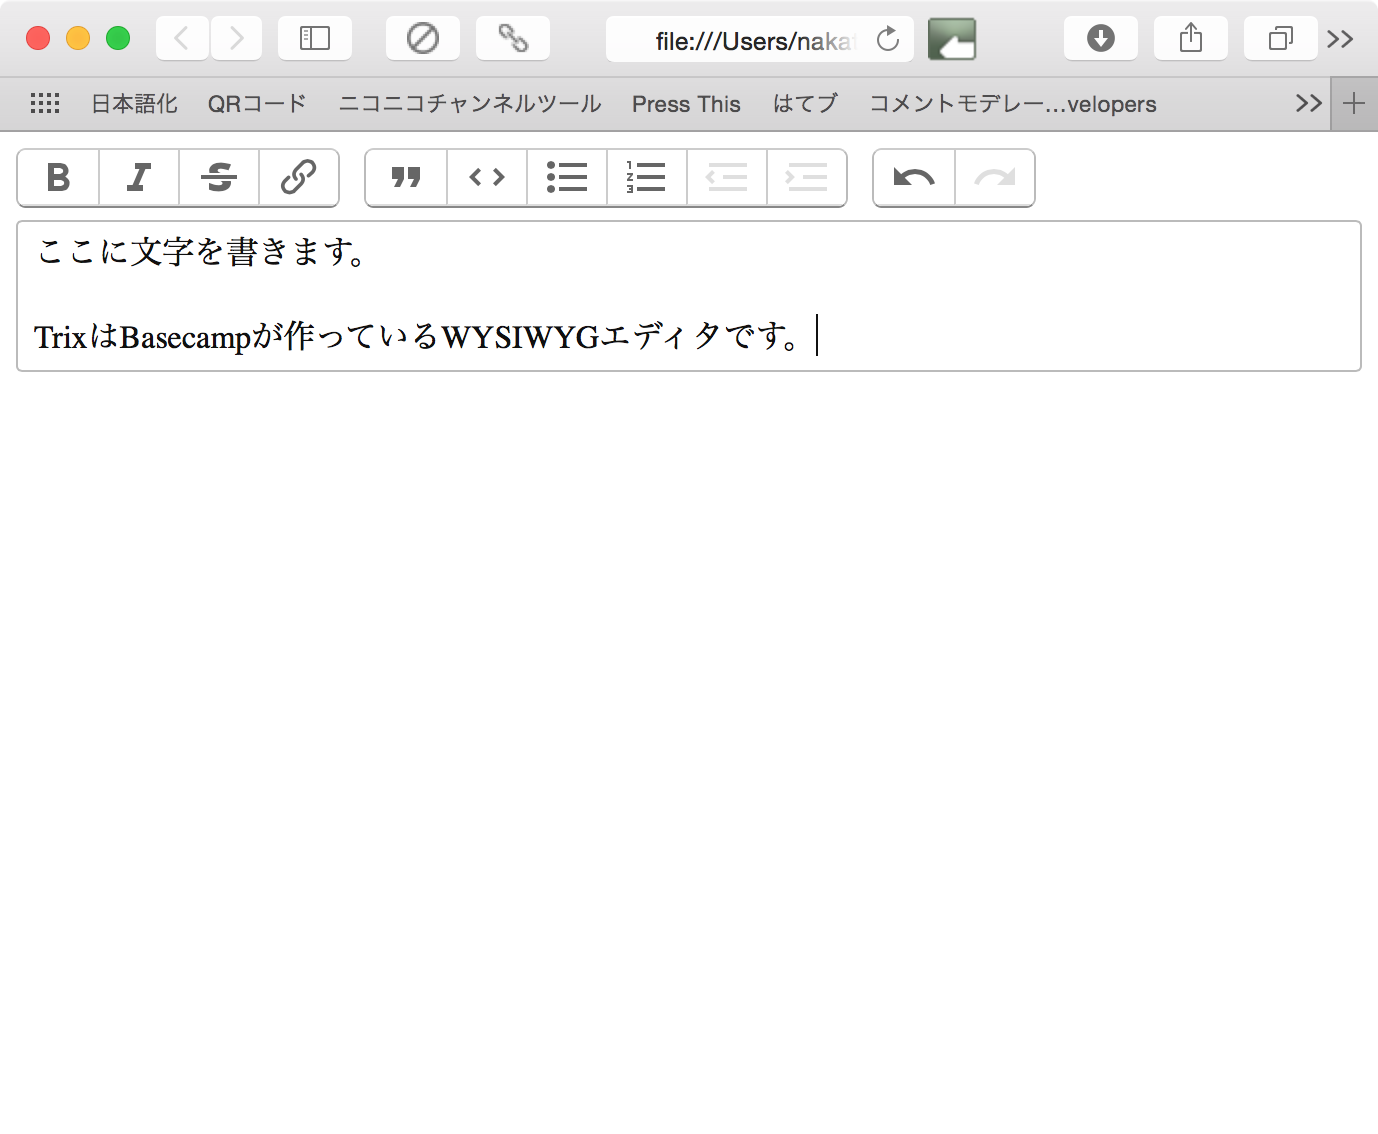 file:///Users/naka
日本語化 QRコード ニコニコチャンネルツール Press This はてブ コメントモデレー…velopers
B I S
1
2
3
ここに文字を書きます。
TrixはBasecampが作っているWYSIWYGエディタです。